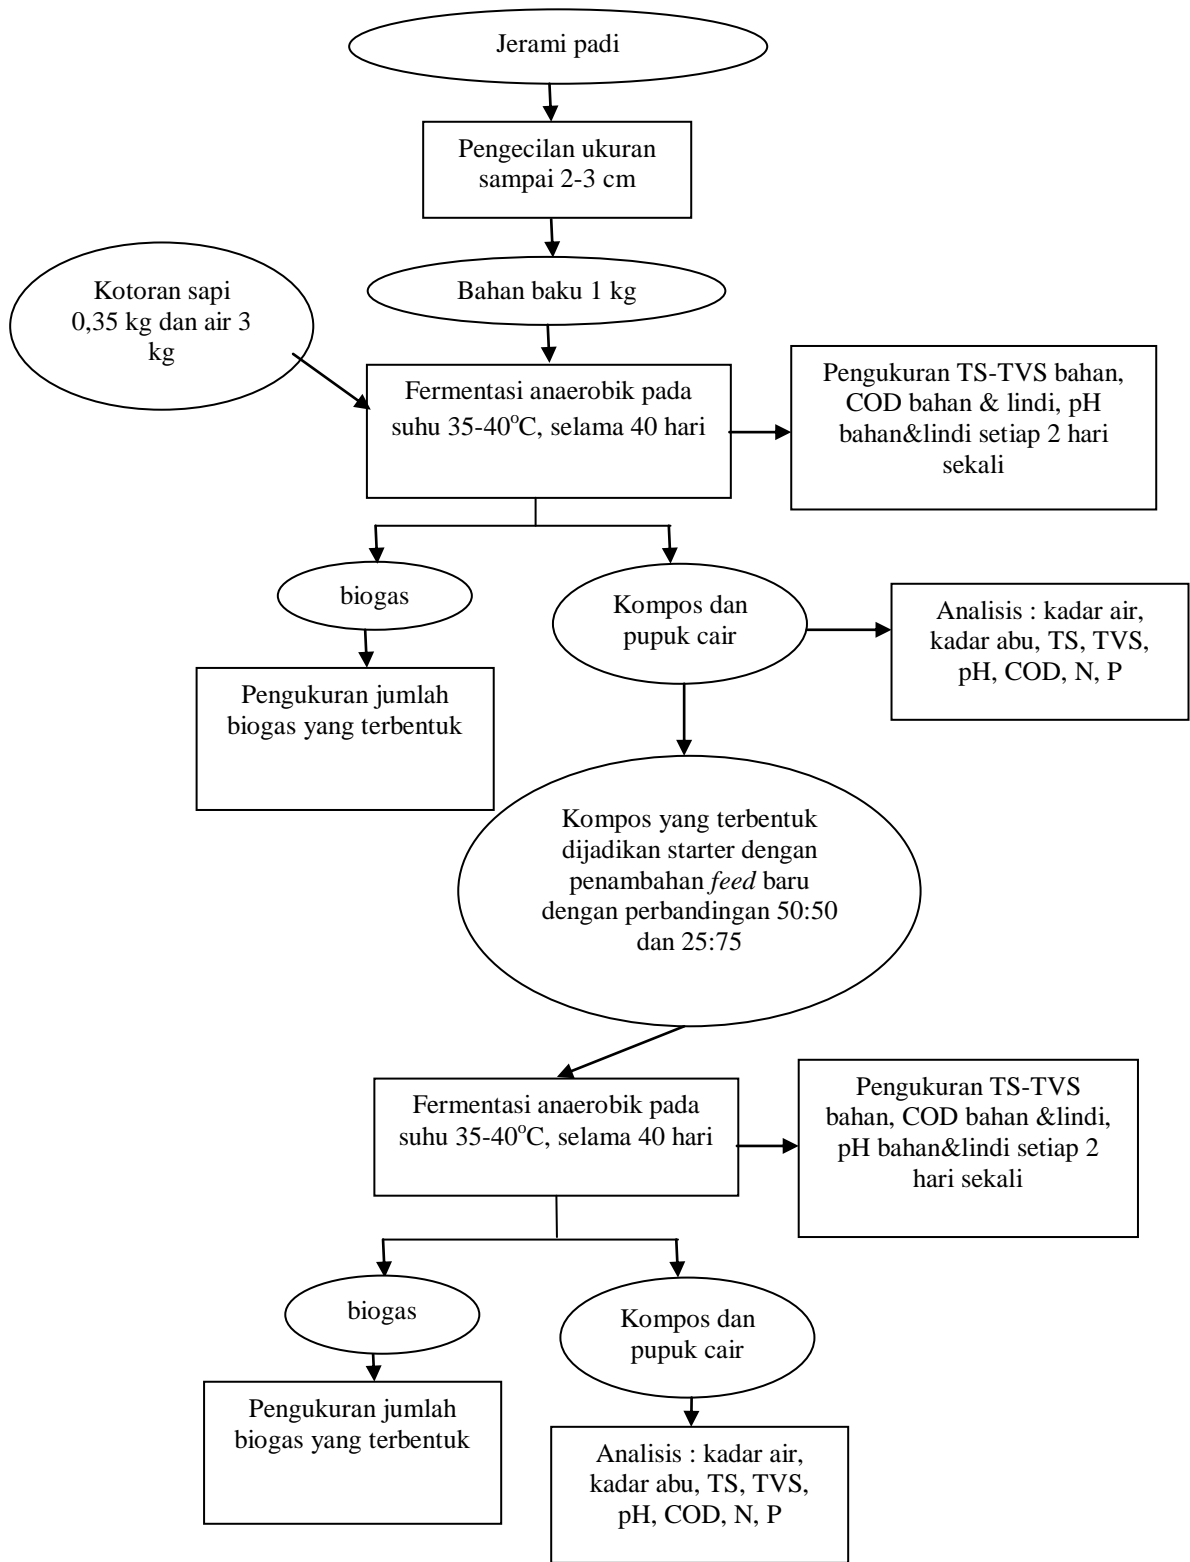 Jerami padi
Pengecilan ukuran
sampai 2-3 cm
Kotoran sapi
0,35 kg dan air 3
kg
Bahan baku 1 kg
Fermentasi anaerobik pada
suhu 35-40°C, selama 40 hari
Pengukuran TS-TVS bahan,
COD bahan & lindi, pH
bahan&lindi setiap 2 hari
sekali
biogas
Kompos dan
pupuk cair
Analisis : kadar air,
kadar abu, TS, TVS,
pH, COD, N, P
Pengukuran jumlah
biogas yang terbentuk
Kompos yang terbentuk
dijadikan starter dengan
penambahan feed baru
dengan perbandingan 50:50
dan 25:75
Fermentasi anaerobik pada
suhu 35-40°C, selama 40 hari
Pengukuran TS-TVS
bahan, COD bahan &lindi,
pH bahan&lindi setiap 2
hari sekali
biogas
Kompos dan
pupuk cair
Pengukuran jumlah
biogas yang terbentuk
Analisis : kadar air,
kadar abu, TS, TVS,
pH, COD, N, P